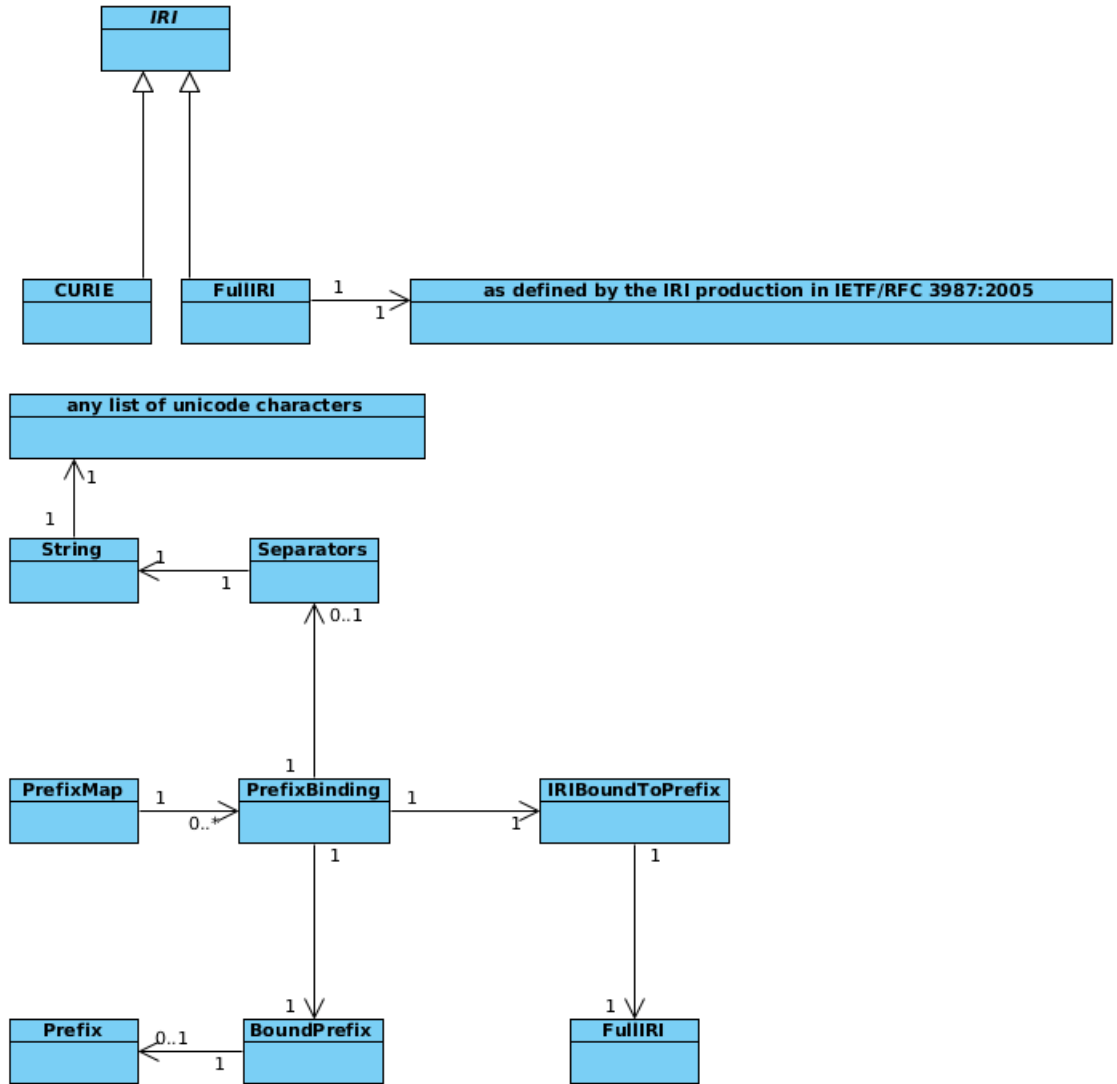 IRI
CURIE
FullIRI
1
1
as defined by the IRI production in IETF/RFC 3987:2005
any list of unicode characters
1
1
String
1
1
Separators
0..1
1
PrefixMap
1
0..*
PrefixBinding
1
1
IRIBoundToPrefix
1
1
1
1
Prefix
0..1
1
BoundPrefix
FullIRI